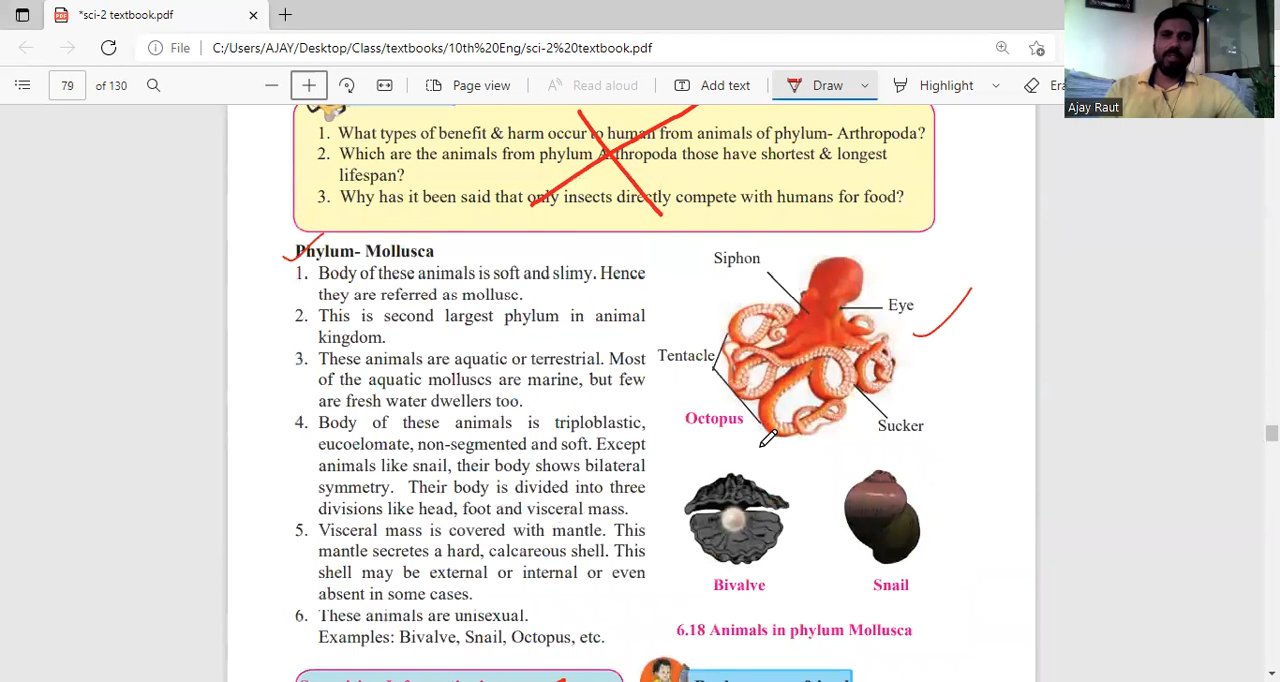 *sci-2 textbook.pdf
File
C:/Users/AJAY/Desktop/Class/textbooks/10th%20Eng/sci-2%20textbook.pdf
79 of 130
Page view
Read aloud
Add text
Draw
Highlight
Ajay Raut
1. What types of benefit & harm occur to human from animals of phylum- Arthropoda?
2. Which are the animals from phylum Arthropoda those have shortest & longest
lifespan?
3. Why has it been said that only insects directly compete with humans for food?
Phylum- Mollusca
1. Body of these animals is soft and slimy. Hence
they are referred as mollusc.
2. This is second largest phylum in animal
kingdom.
3. These animals are aquatic or terrestrial. Most
of the aquatic molluscs are marine, but few
are fresh water dwellers too.
4. Body of these animals is triploblastic,
eucoelomate, non-segmented and soft. Except
animals like snail, their body shows bilateral
symmetry. Their body is divided into three
divisions like head, foot and visceral mass.
5. Visceral mass is covered with mantle. This
mantle secretes a hard, calcareous shell. This
shell may be external or internal or even
absent in some cases.
6. These animals are unisexual.
Examples: Bivalve, Snail, Octopus, etc.
Siphon
Eye
Tentacle
Octopus
Sucker
Bivalve
Snail
6.18 Animals in phylum Mollusca